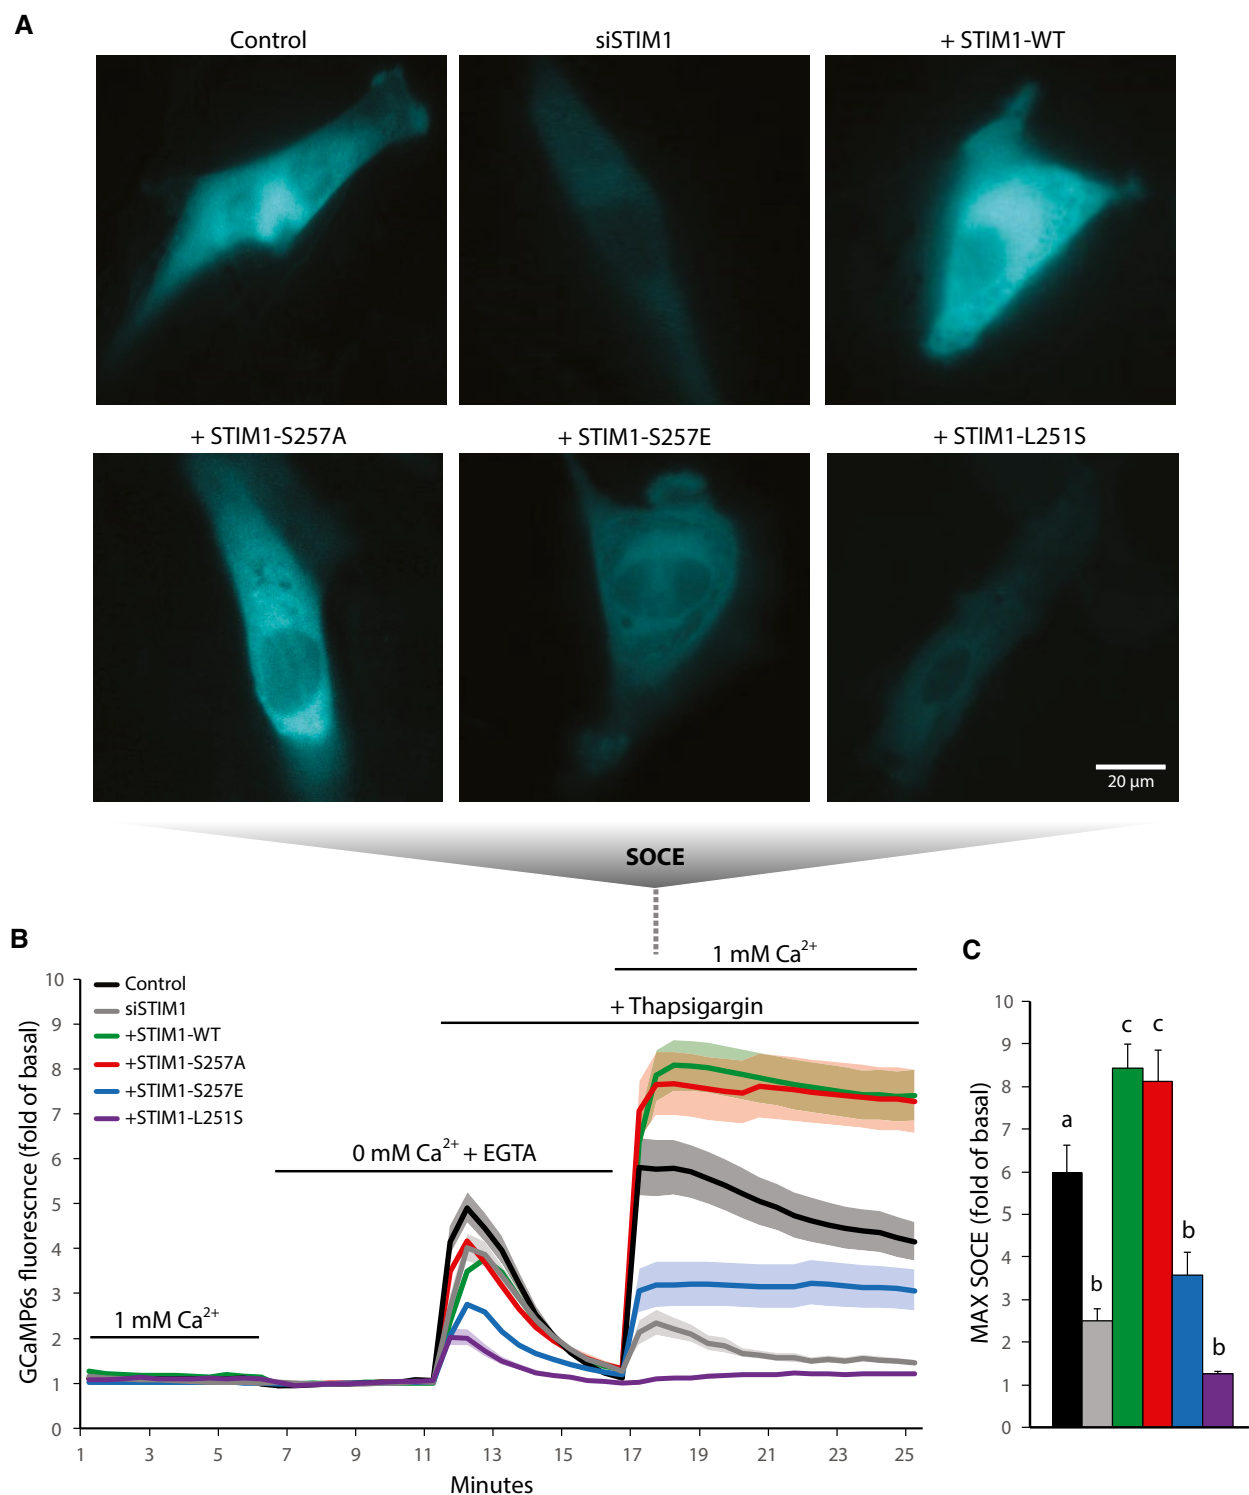 A
Control
siSTIM1
+ STIM1-WT
+ STIM1-S257A
+ STIM1-S257E
+ STIM1-L251S
20 µm
SOCE
B
1 mM Ca²⁺
+ Thapsigargin
0 mM Ca²⁺ + EGTA
1 mM Ca²⁺
Control
siSTIM1
+STIM1-WT
+STIM1-S257A
+STIM1-S257E
+STIM1-L251S
GCaMP6s fluorescnce (fold of basal)
10
9
8
7
6
5
4
3
2
1
0
1 3 5 7 9 11 13 15 17 19 21 23 25
Minutes
C
MAX SOCE (fold of basal)
10
9
8
7
6
5
4
3
2
1
0
a
b
c
c
b
b